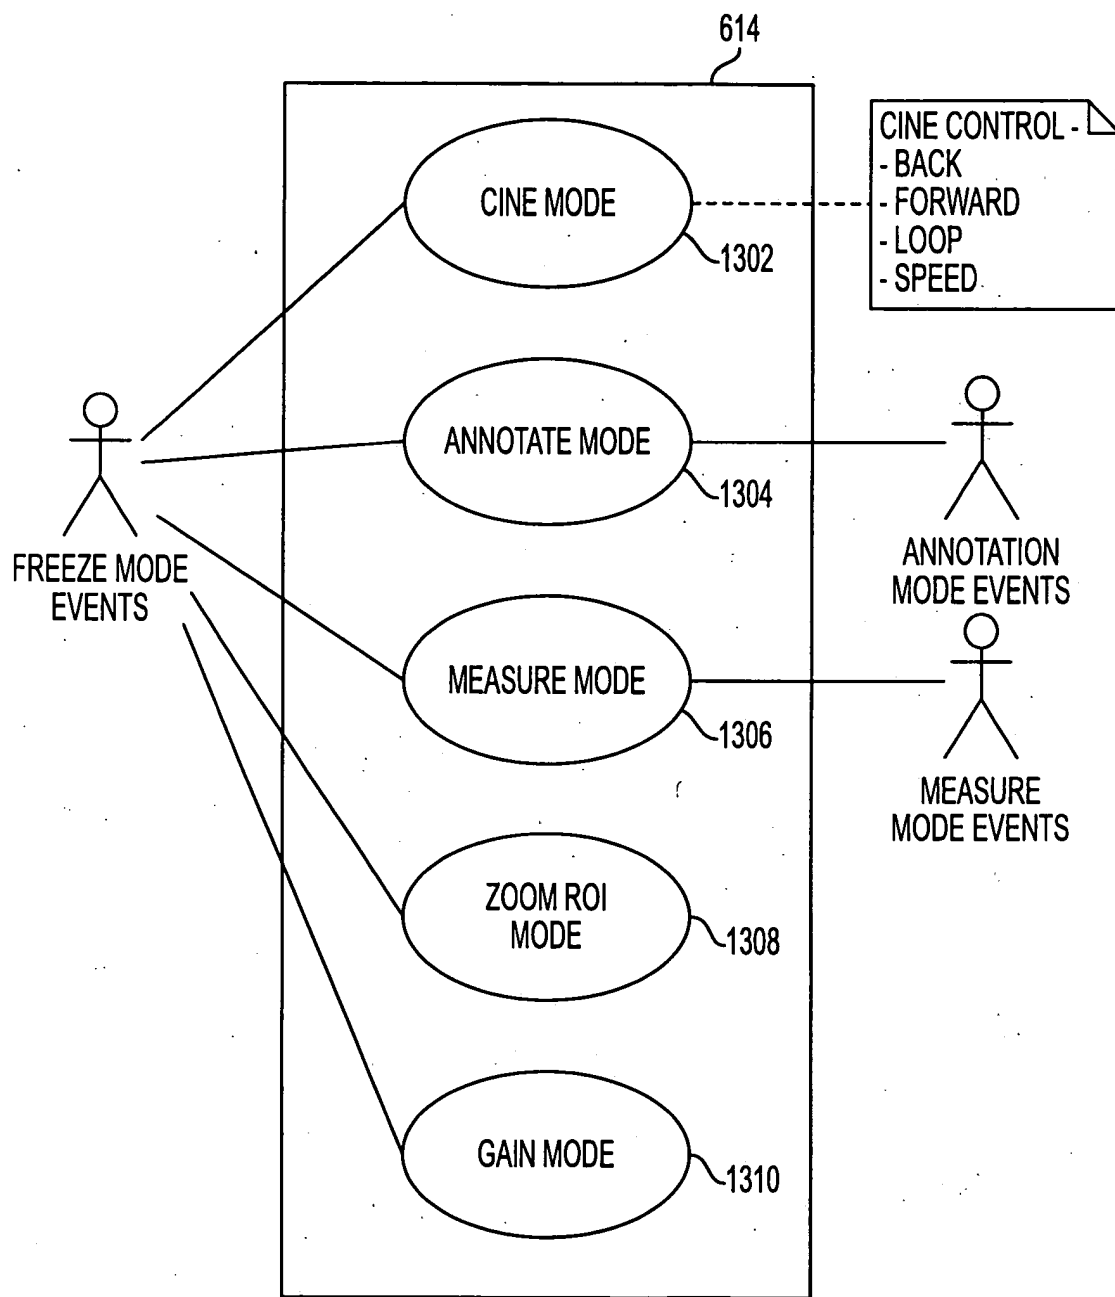 614
CINE CONTROL -
- BACK
- FORWARD
- LOOP
- SPEED
CINE MODE
1302
ANNOTATE MODE
1304
FREEZE MODE
EVENTS
ANNOTATION
MODE EVENTS
MEASURE MODE
1306
MEASURE
MODE EVENTS
ZOOM ROI
MODE
1308
GAIN MODE
1310